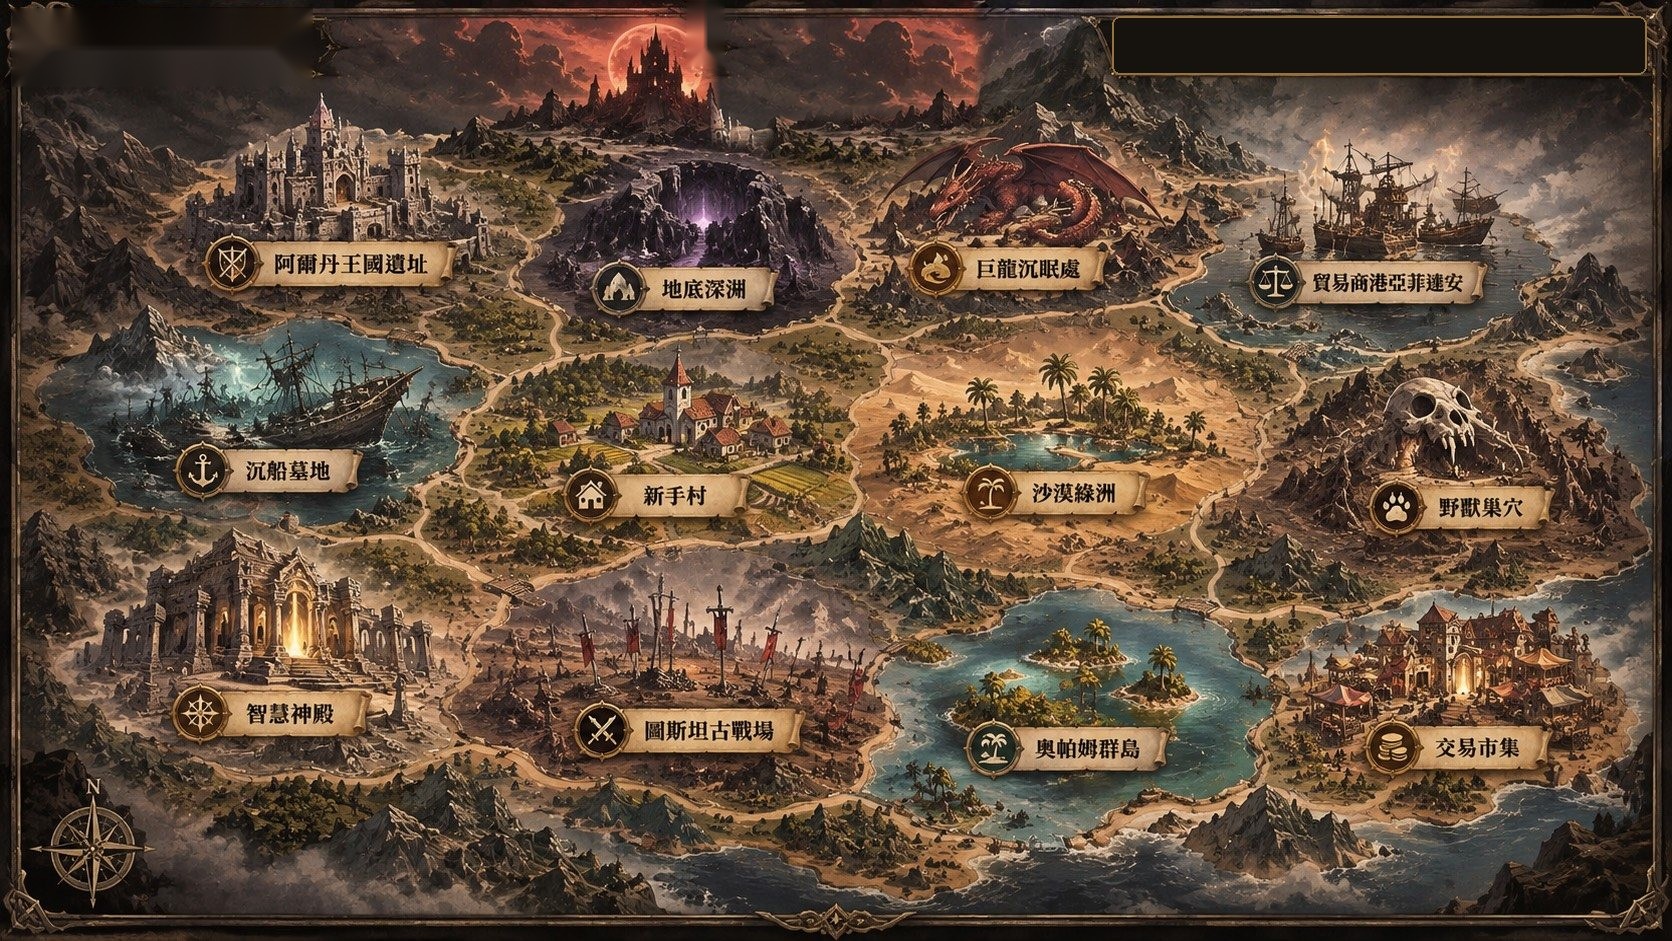 阿爾丹王國遺址
地底深淵
巨龍沉眠處
貿易商港亞菲達安
沉船墓地
新手村
沙漠綠洲
野獸巢穴
智慧神殿
圖斯坦古戰場
奧帕姆群島
交易市集
N